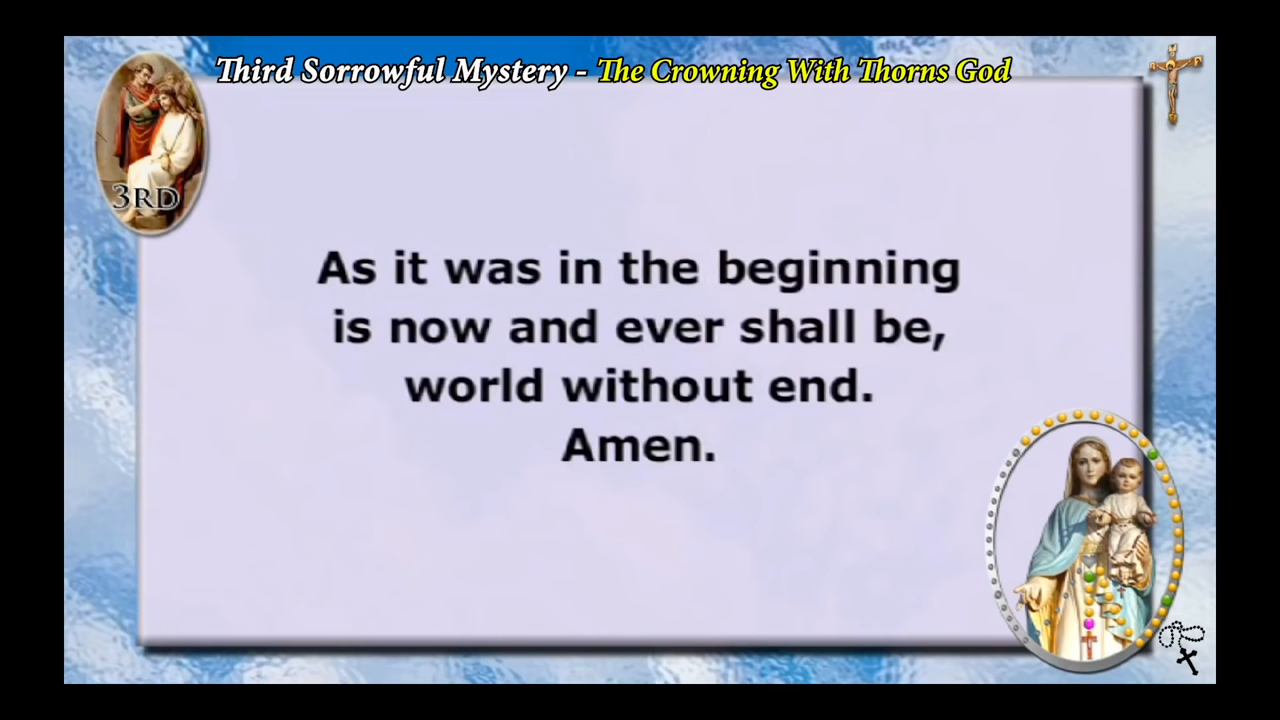 Third Sorrowful Mystery - The Crowning With Thorns God
3RD
As it was in the beginning
is now and ever shall be,
world without end.
Amen.